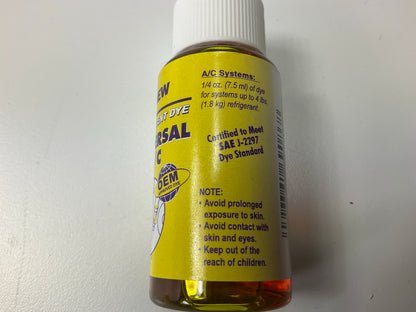 EW
DYE
RSAL
C
OEM
A/C Systems:
1/4 oz. (7.5 ml) of dye
for systems up to 4 lbs.
(1.8 kg) refrigerant.
Certified to Meet
SAE J-2297
Dye Standard
NOTE:
• Avoid prolonged
exposure to skin.
• Avoid contact with
skin and eyes.
• Keep out of the
reach of children.